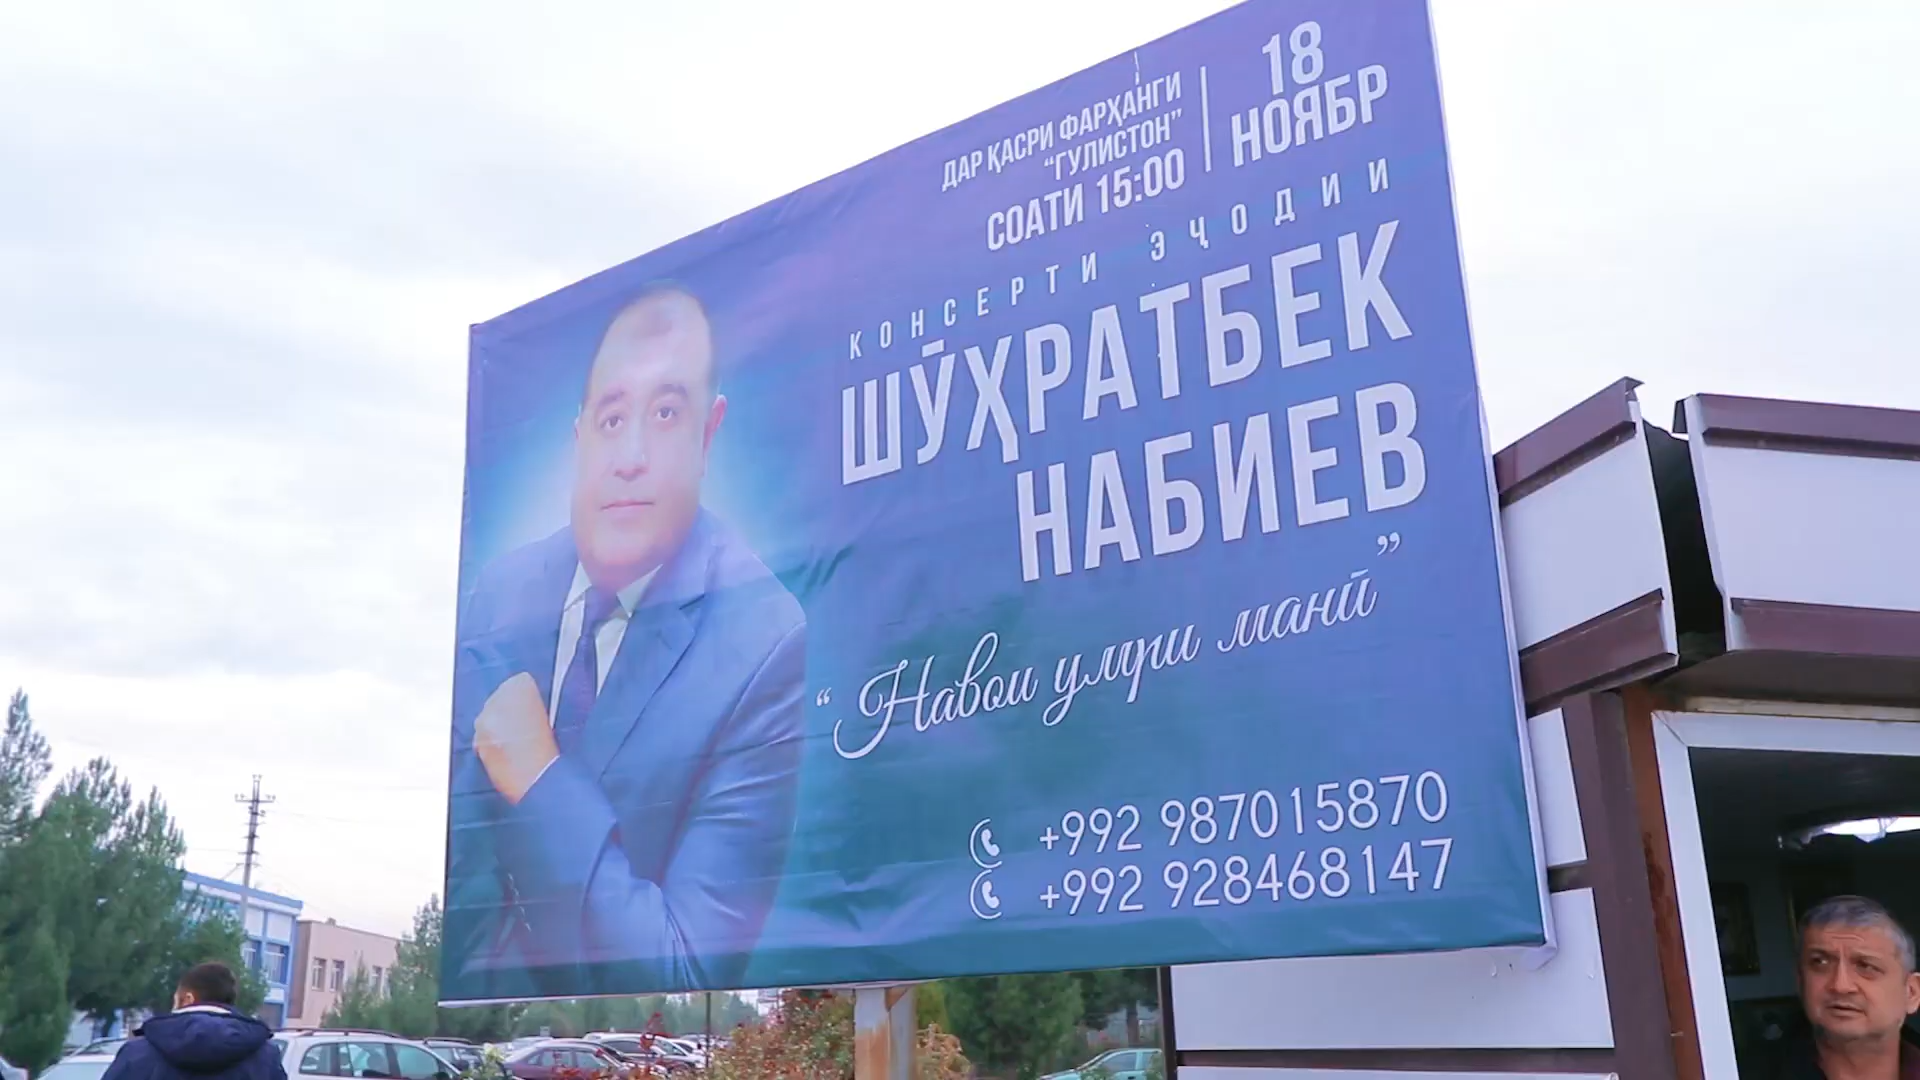 ДАР ҚАСРИ ФАРҲАНГИ
“ГУЛИСТОН”
СОАТИ 15:00
18
НОЯБР
КОНСЕРТИ ЭҶОДИИ
ШӮҲРАТБЕК
НАБИЕВ
“Навои умри манӣ”
+992 987015870
+992 928468147